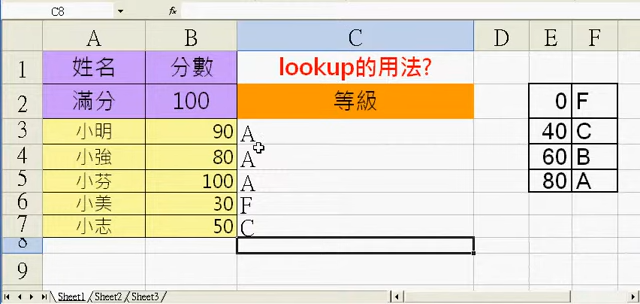 C8 fx
A B C D E F
1 姓名 分數 lookup的用法?
2 滿分 100 等級 0 F
3 小明 90 A 40 C
4 小強 80 A 60 B
5 小芬 100 A 80 A
6 小美 30 F
7 小志 50 C
8
9
Sheet1 Sheet2 Sheet3